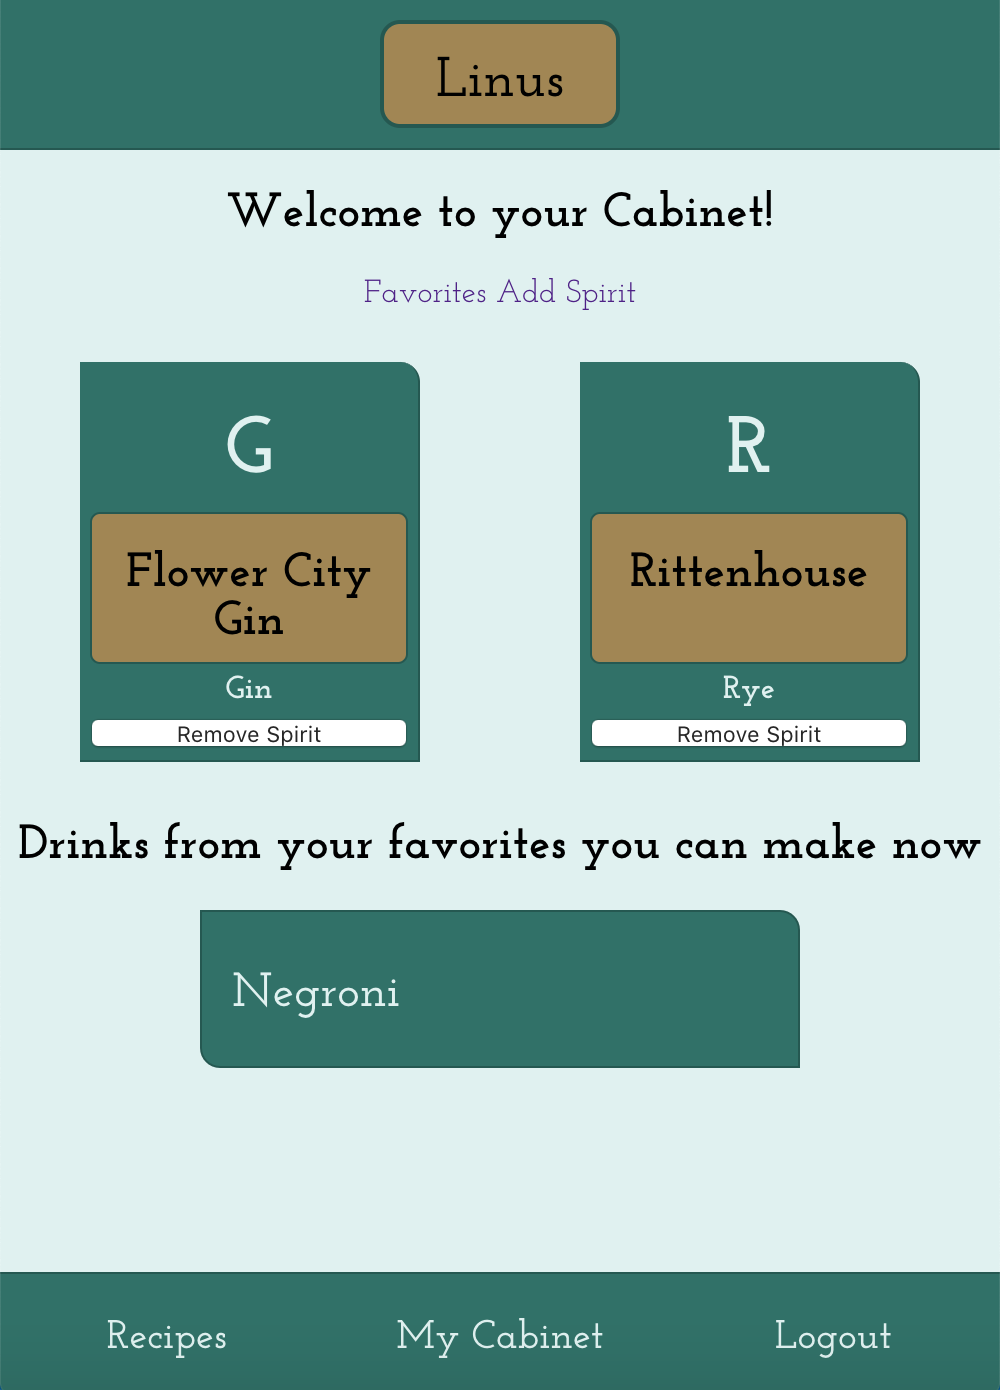 Linus
Welcome to your Cabinet!
Favorites Add Spirit
G
Flower City
Gin
Gin
Remove Spirit
R
Rittenhouse
Rye
Remove Spirit
Drinks from your favorites you can make now
Negroni
Recipes My Cabinet Logout